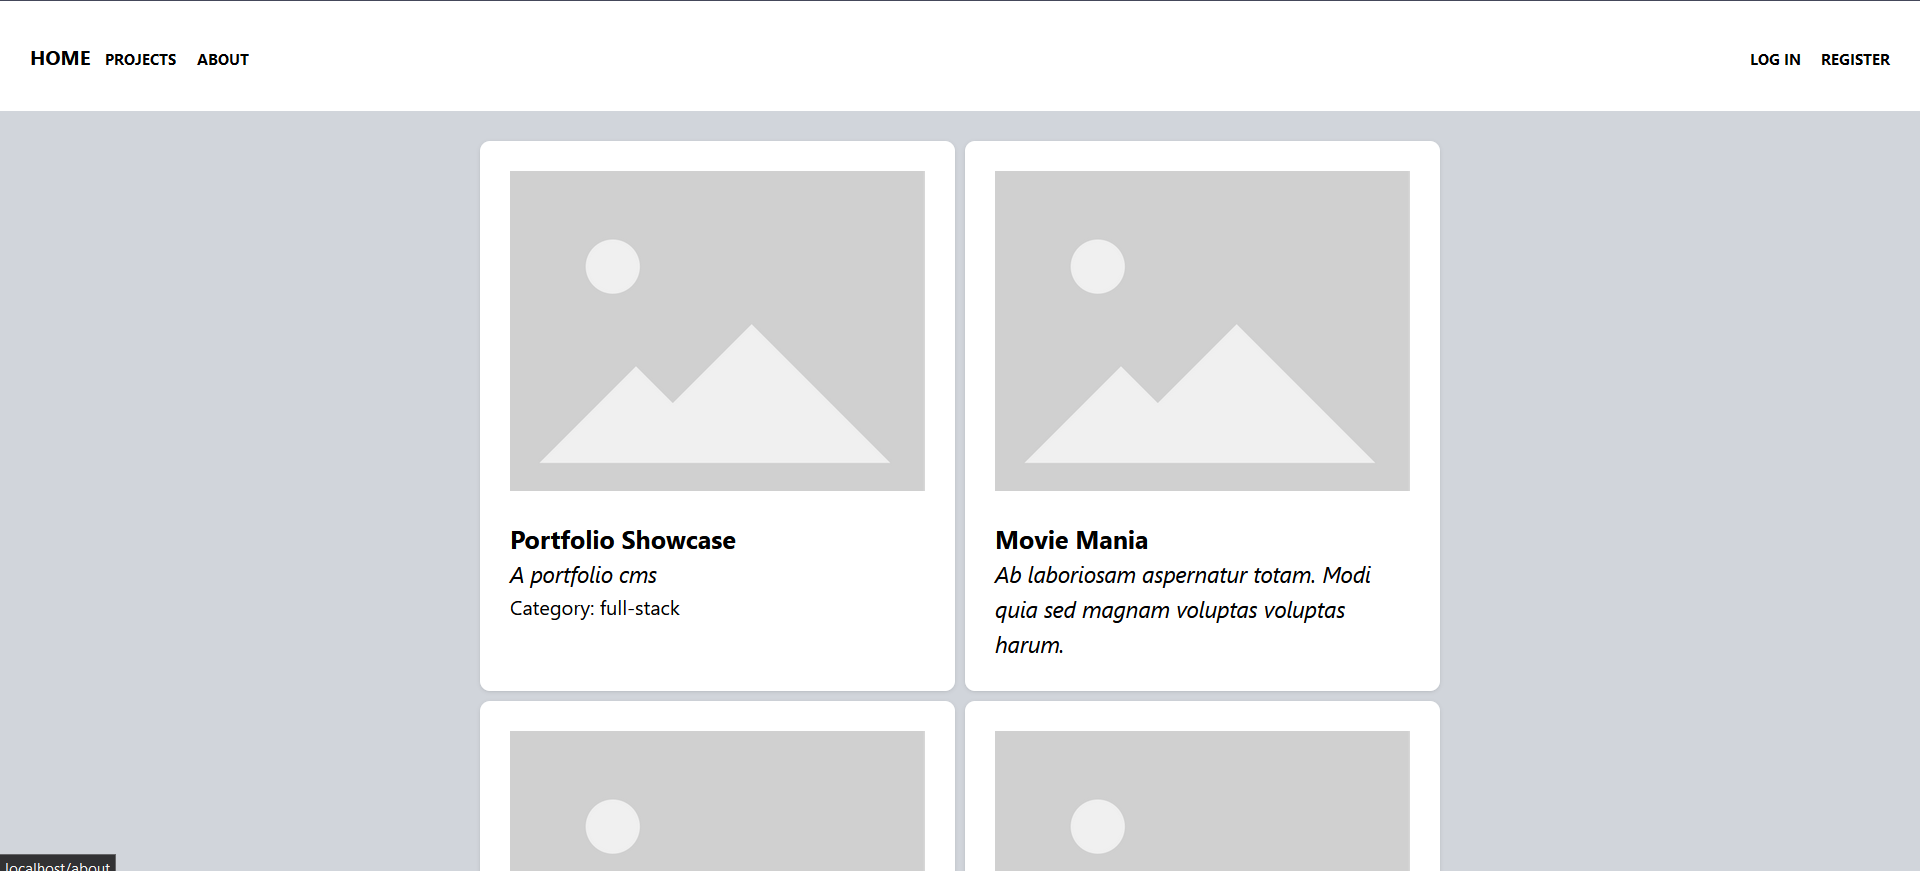 HOME PROJECTS ABOUT LOG IN REGISTER
Portfolio Showcase
A portfolio cms
Category: full-stack
Movie Mania
Ab laboriosam aspernatur totam. Modi
quia sed magnam voluptas voluptas
harum.
localhost/about